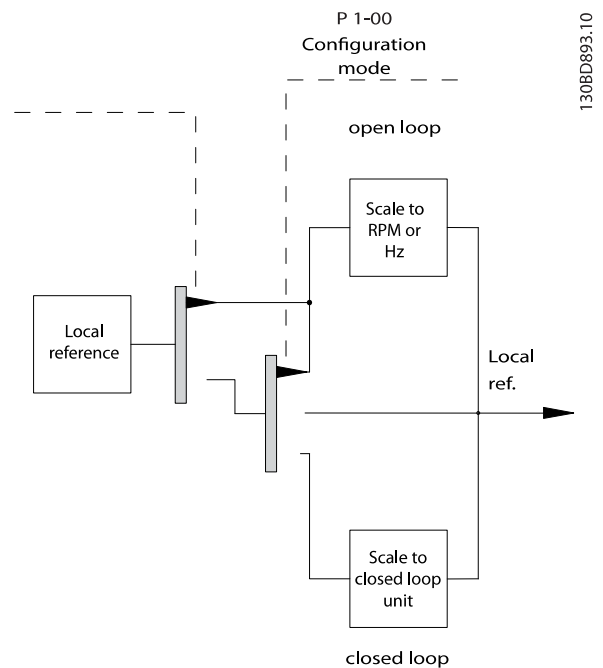 P 1-00
Configuration
mode
130BD893.10
open loop
Scale to
RPM or
Hz
Local
reference
Local
ref.
Scale to
closed loop
unit
closed loop